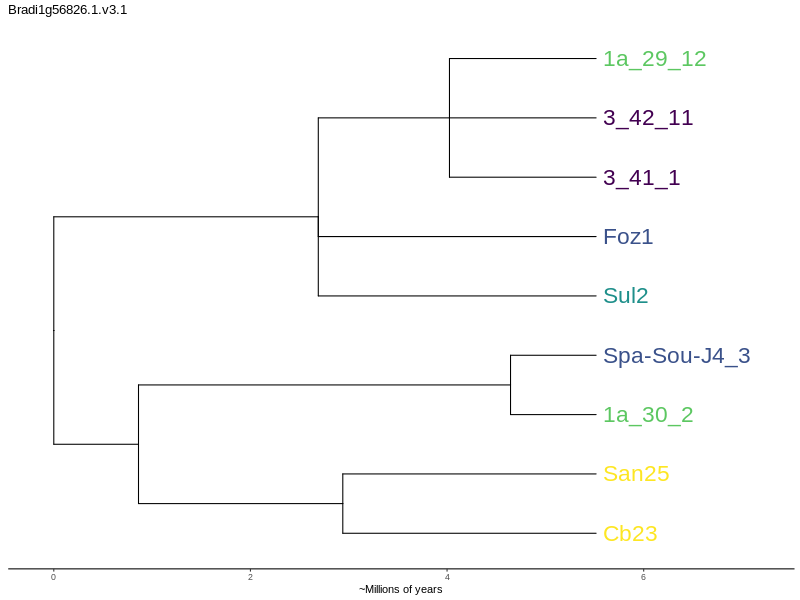 Bradi1g56826.1.v3.1
1a_29_12
3_42_11
3_41_1
Foz1
Sul2
Spa-Sou-J4_3
1a_30_2
San25
Cb23
0 2 4 6
~Millions of years